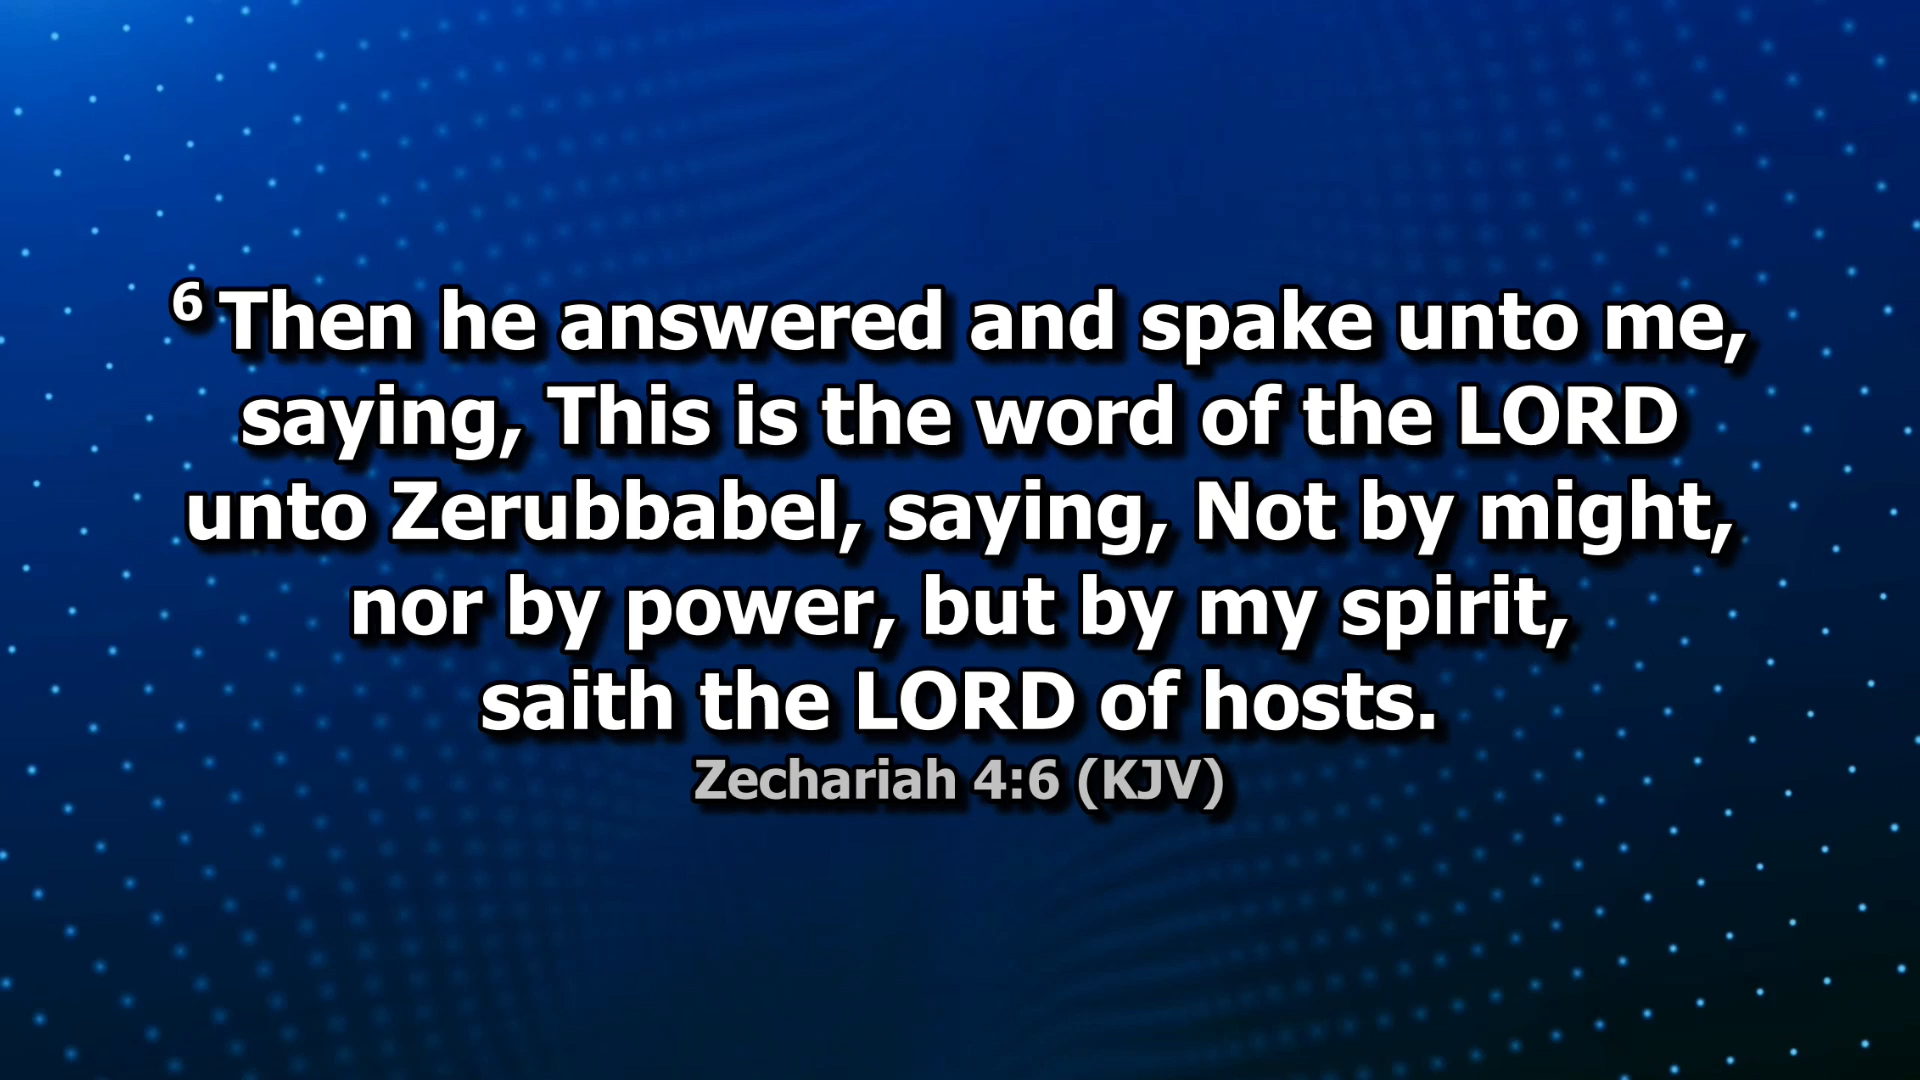 6 Then he answered and spake unto me,
saying, This is the word of the LORD
unto Zerubbabel, saying, Not by might,
nor by power, but by my spirit,
saith the LORD of hosts.
Zechariah 4:6 (KJV)